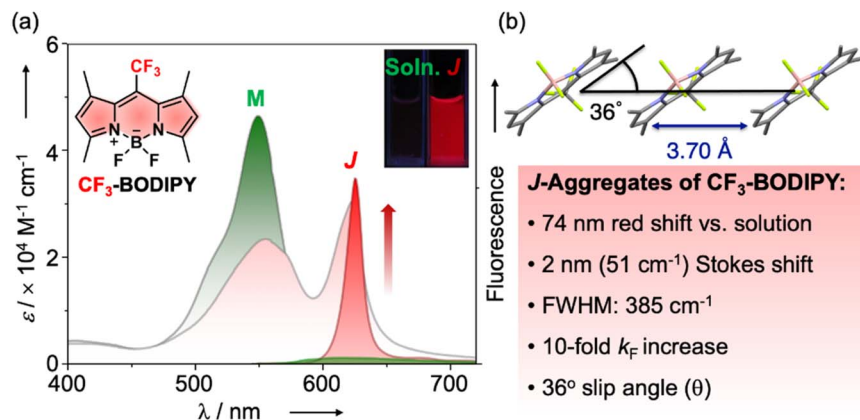 (a)
6
CF₃
Soln. J
M
N
N
+
B
-
F
F
J
CF₃-BODIPY
4
2
0
ε / × 10⁴ M⁻¹ cm⁻¹
400
500
600
700
λ / nm
Fluorescence
(b)
36°
3.70 Å
J-Aggregates of CF₃-BODIPY:
• 74 nm red shift vs. solution
• 2 nm (51 cm⁻¹) Stokes shift
• FWHM: 385 cm⁻¹
• 10-fold k_F increase
• 36º slip angle (θ)